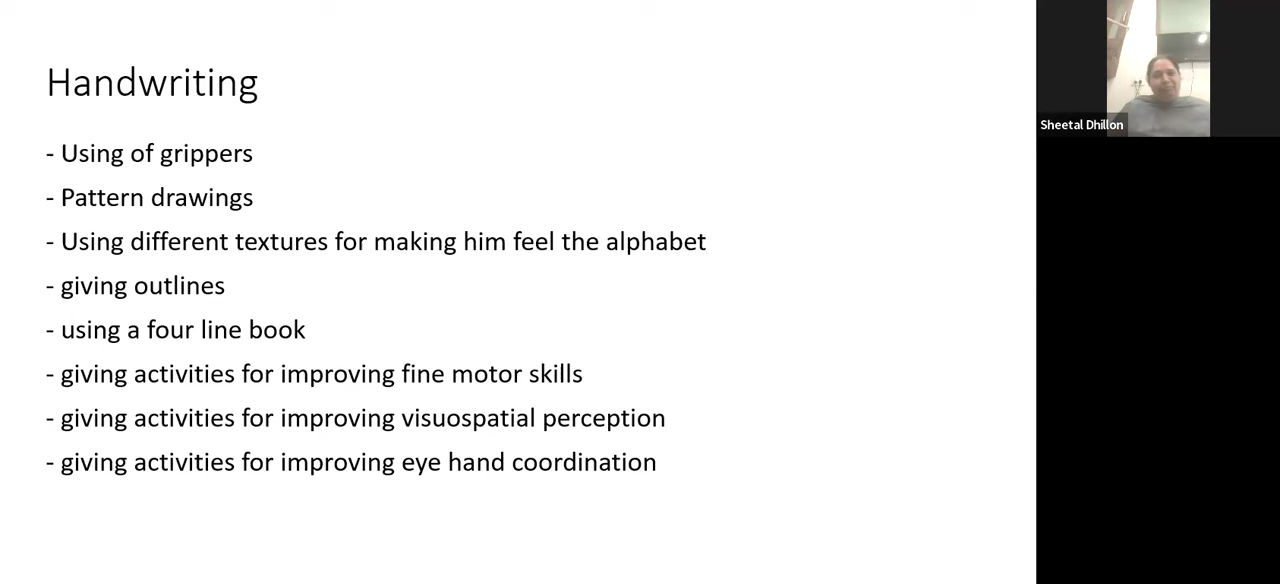 Handwriting
- Using of grippers
- Pattern drawings
- Using different textures for making him feel the alphabet
- giving outlines
- using a four line book
- giving activities for improving fine motor skills
- giving activities for improving visuospatial perception
- giving activities for improving eye hand coordination
Sheetal Dhillon